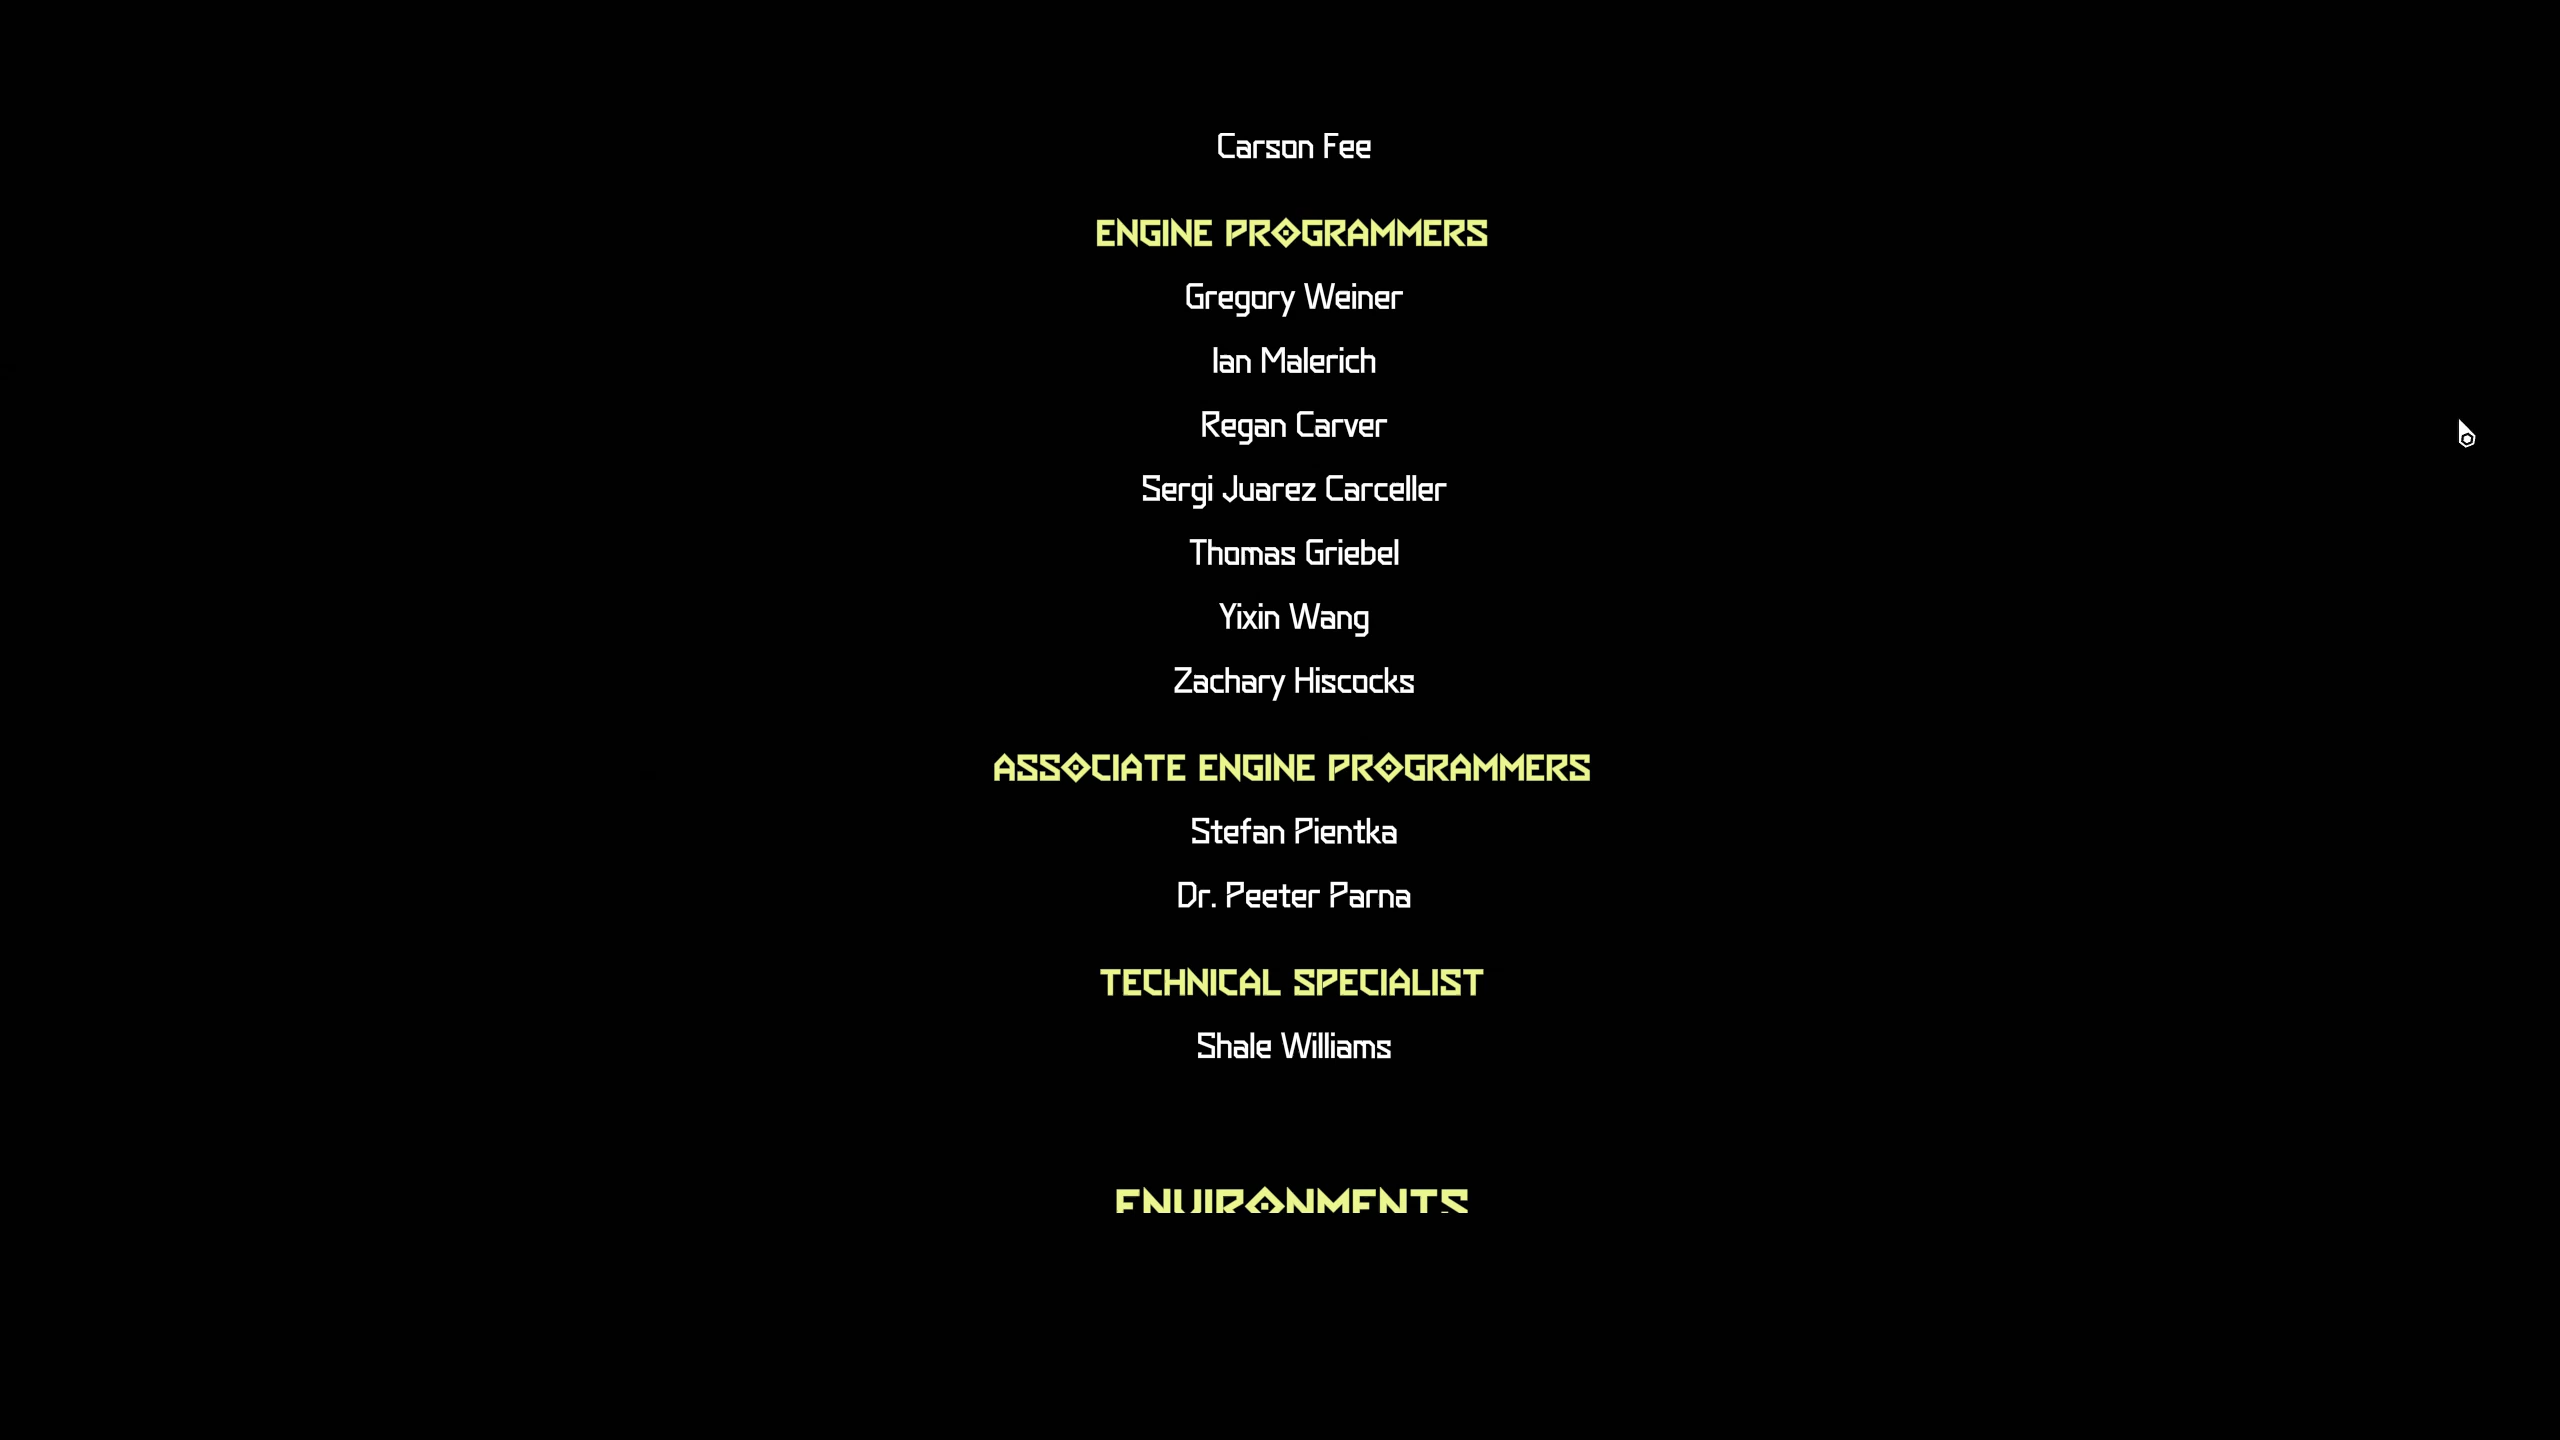 Carson Fee
ENGINE PROGRAMMERS
Gregory Weiner
Ian Malerich
Regan Carver
Sergi Juarez Carceller
Thomas Griebel
Yixin Wang
Zachary Hiscocks
ASSOCIATE ENGINE PROGRAMMERS
Stefan Pientka
Dr. Peeter Parna
TECHNICAL SPECIALIST
Shale Williams
ENVIRONMENTS